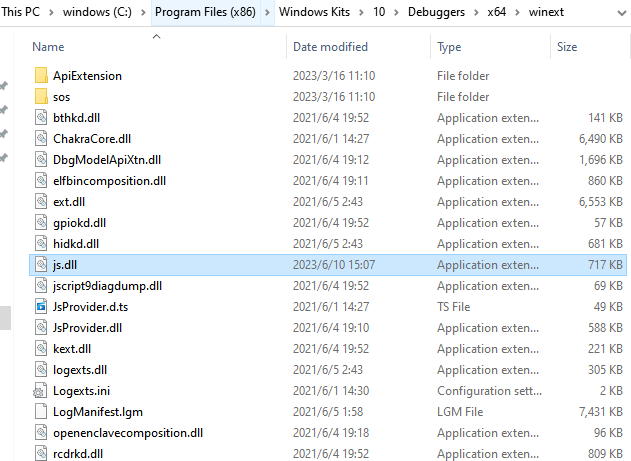 This PC > windows (C:) > Program Files (x86) > Windows Kits > 10 > Debuggers > x64 > winext
Name Date modified Type Size
ApiExtension 2023/3/16 11:10 File folder
sos 2023/3/16 11:10 File folder
bthkd.dll 2021/6/4 19:52 Application exten... 141 KB
ChakraCore.dll 2021/6/1 14:27 Application exten... 6,490 KB
DbgModelApiXtn.dll 2021/6/4 19:12 Application exten... 1,696 KB
elfbincomposition.dll 2021/6/4 19:11 Application exten... 860 KB
ext.dll 2021/6/5 2:43 Application exten... 6,553 KB
gpiokd.dll 2021/6/4 19:52 Application exten... 57 KB
hidkd.dll 2021/6/5 2:43 Application exten... 681 KB
js.dll 2023/6/10 15:07 Application exten... 717 KB
jscript9diagdump.dll 2021/6/4 19:52 Application exten... 69 KB
JsProvider.d.ts 2021/6/1 14:27 TS File 49 KB
JsProvider.dll 2021/6/4 19:10 Application exten... 588 KB
kext.dll 2021/6/4 19:52 Application exten... 221 KB
logexts.dll 2021/6/5 2:43 Application exten... 305 KB
Logexts.ini 2021/6/1 14:30 Configuration sett... 2 KB
LogManifest.lgm 2021/6/5 1:58 LGM File 7,431 KB
openenclavecomposition.dll 2021/6/4 19:18 Application exten... 96 KB
rcdrkd.dll 2021/6/4 19:52 Application exten... 809 KB